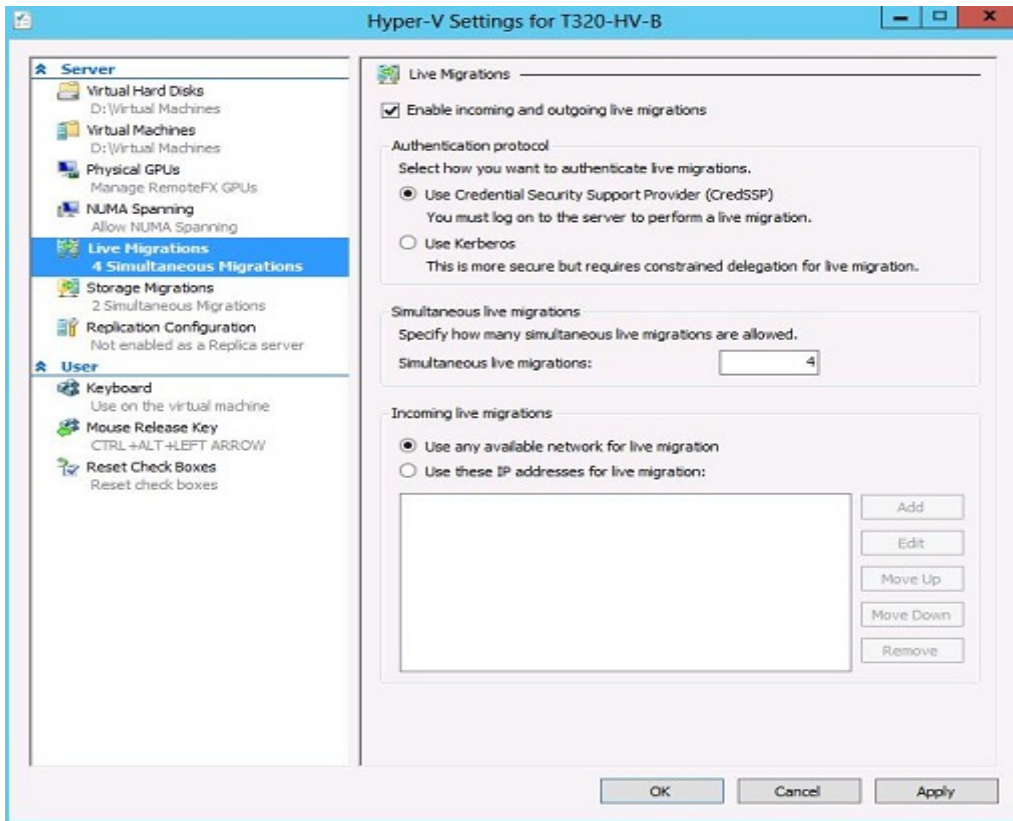 Hyper-V Settings for T320-HV-B
Server
Virtual Hard Disks
D:\Virtual Machines
Virtual Machines
D:\Virtual Machines
Physical GPUs
Manage RemoteFX GPUs
NUMA Spanning
Allow NUMA Spanning
Live Migrations
4 Simultaneous Migrations
Storage Migrations
2 Simultaneous Migrations
Replication Configuration
Not enabled as a Replica server
User
Keyboard
Use on the virtual machine
Mouse Release Key
CTRL+ALT+LEFT ARROW
Reset Check Boxes
Reset check boxes
Live Migrations
Enable incoming and outgoing live migrations
Authentication protocol
Select how you want to authenticate live migrations.
Use Credential Security Support Provider (CredSSP)
You must log on to the server to perform a live migration.
Use Kerberos
This is more secure but requires constrained delegation for live migration.
Simultaneous live migrations
Specify how many simultaneous live migrations are allowed.
Simultaneous live migrations: 4
Incoming live migrations
Use any available network for live migration
Use these IP addresses for live migration:
Add
Edit
Move Up
Move Down
Remove
OK Cancel Apply